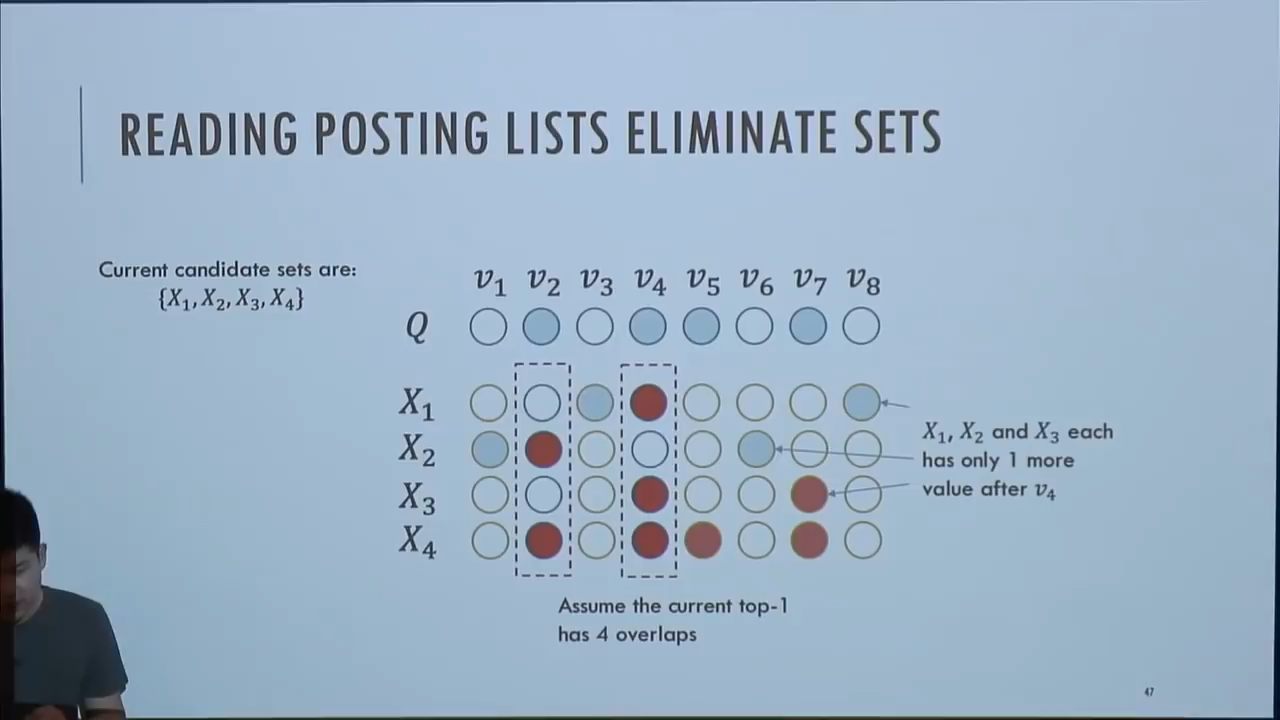 READING POSTING LISTS ELIMINATE SETS
Current candidate sets are:
{X₁, X₂, X₃, X₄}
v₁ v₂ v₃ v₄ v₅ v₆ v₇ v₈
Q
X₁
X₂
X₃
X₄
X₁, X₂ and X₃ each
has only 1 more
value after v₄
Assume the current top-1
has 4 overlaps
47